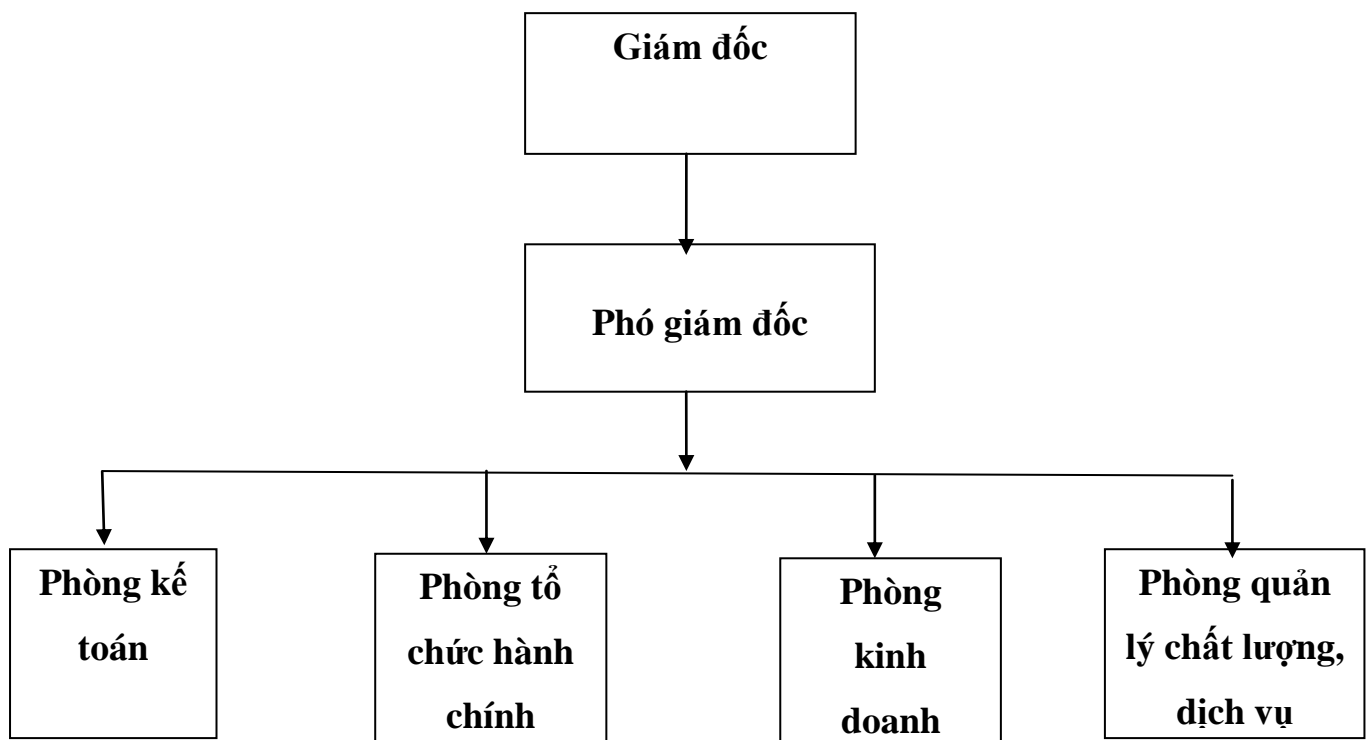 Giám đốc
Phó giám đốc
Phòng kế
toán
Phòng tổ
chức hành
chính
Phòng
kinh
doanh
Phòng quản
lý chất lượng,
dịch vụ